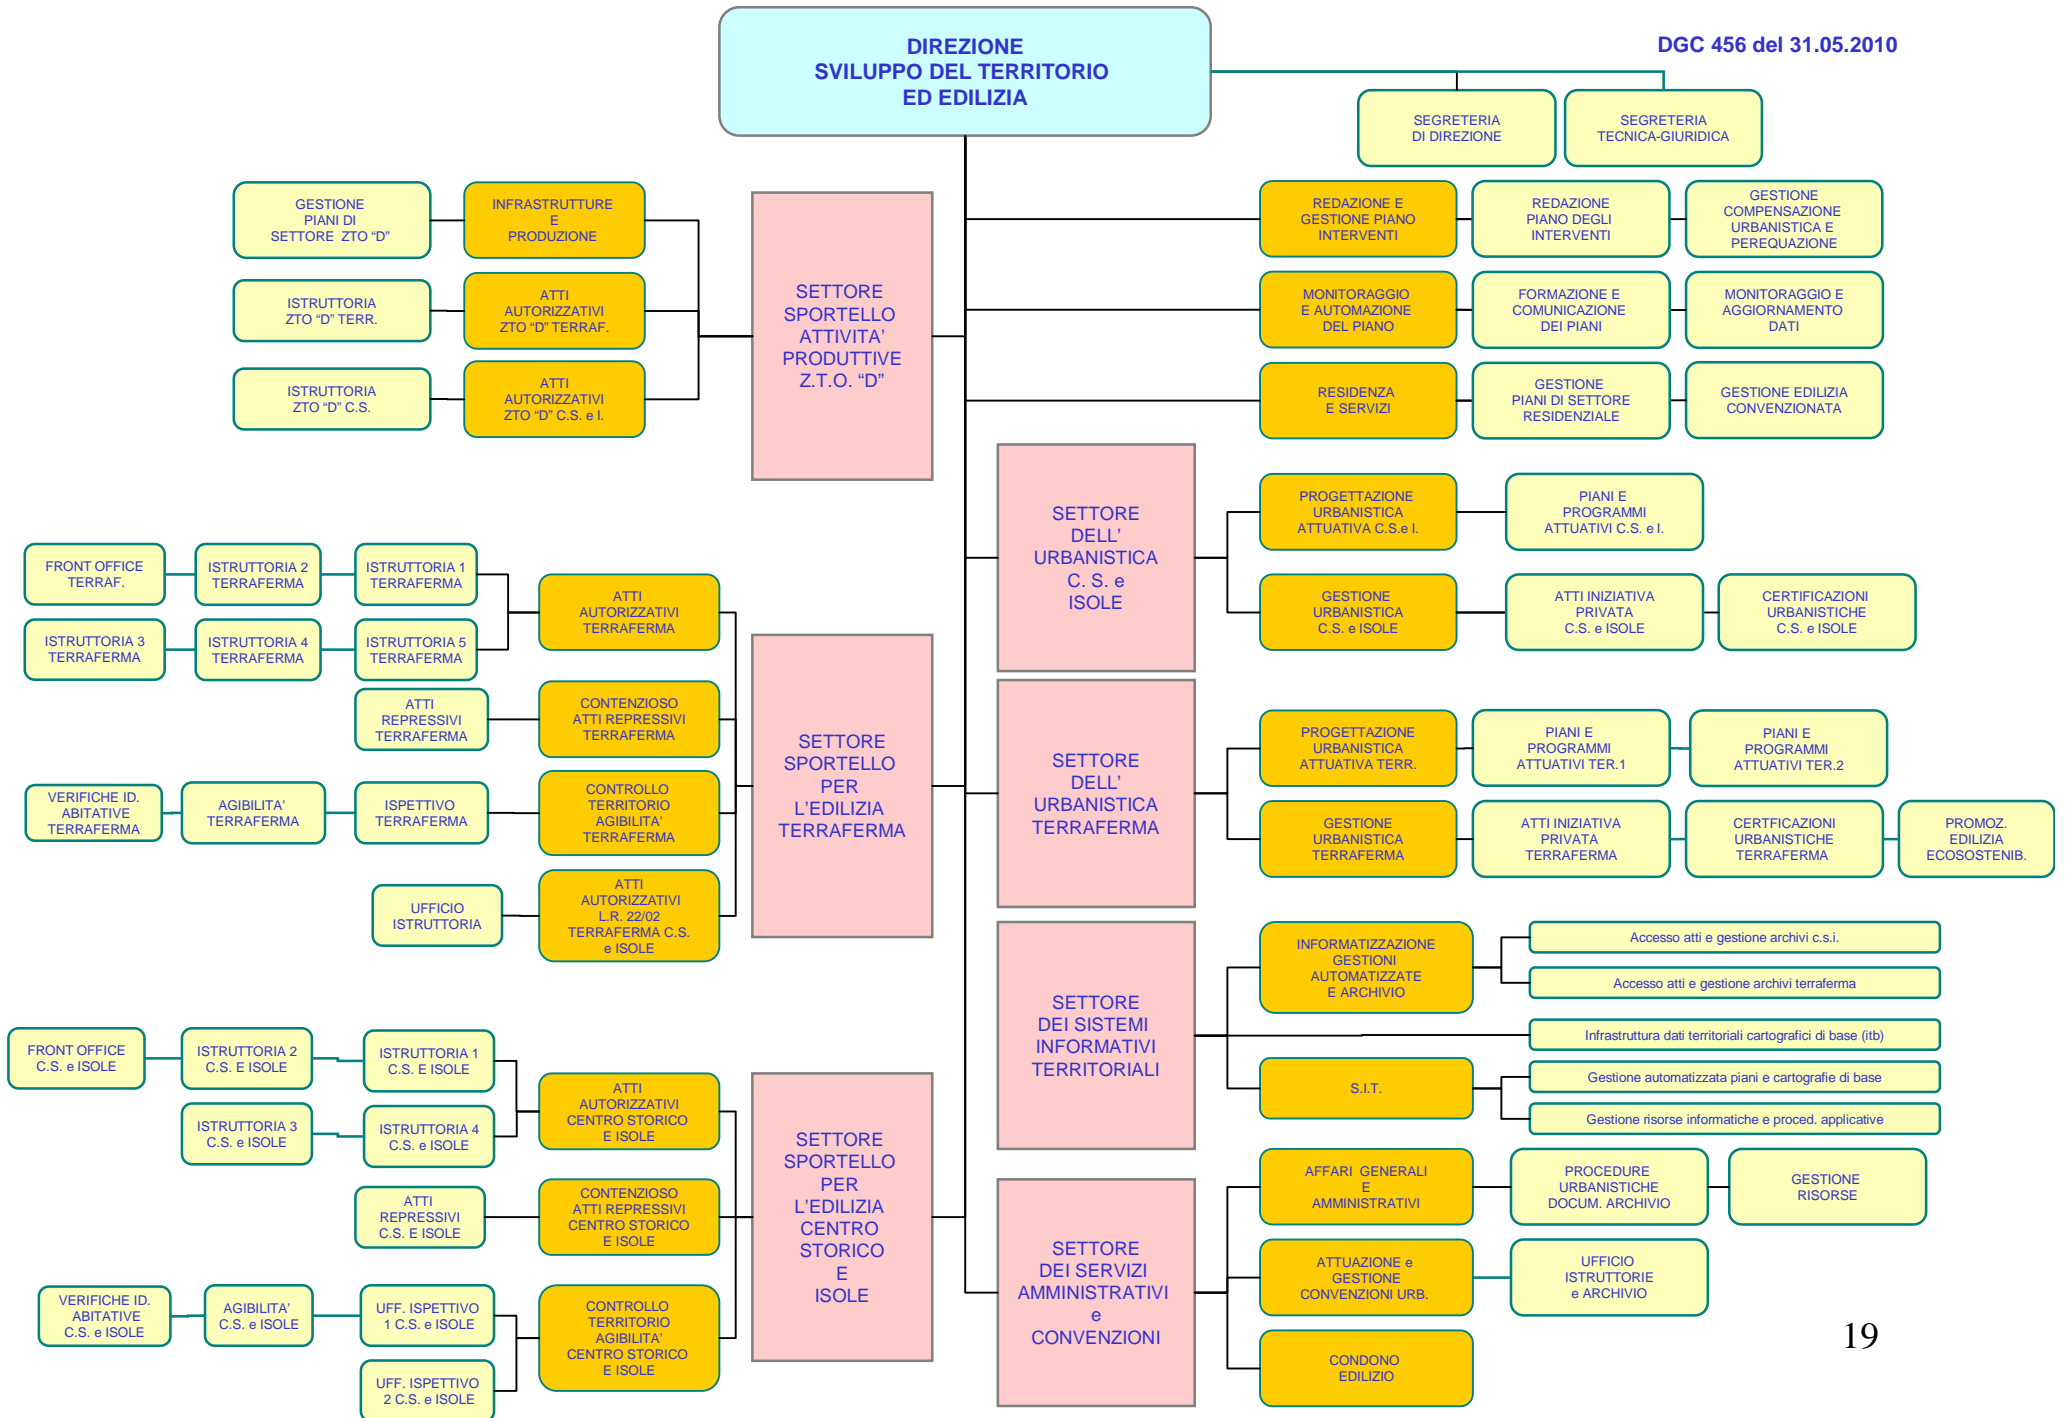 DIREZIONE
SVILUPPO DEL TERRITORIO
ED EDILIZIA
DGC 456 del 31.05.2010
SEGRETERIA
DI DIREZIONE
SEGRETERIA
TECNICA-GIURIDICA
GESTIONE
PIANI DI
SETTORE ZTO “D”
INFRASTRUTTURE
E
PRODUZIONE
ISTRUTTORIA
ZTO “D” TERR.
ATTI
AUTORIZZATIVI
ZTO “D” TERRAF.
ISTRUTTORIA
ZTO “D” C.S.
ATTI
AUTORIZZATIVI
ZTO “D” C.S. e I.
SETTORE
SPORTELLO
ATTIVITA’
PRODUTTIVE
Z.T.O. “D”
REDAZIONE E
GESTIONE PIANO
INTERVENTI
REDAZIONE
PIANO DEGLI
INTERVENTI
GESTIONE
COMPENSAZIONE
URBANISTICA E
PEREQUAZIONE
MONITORAGGIO
E AUTOMAZIONE
DEL PIANO
FORMAZIONE E
COMUNICAZIONE
DEI PIANI
MONITORAGGIO E
AGGIORNAMENTO
DATI
RESIDENZA
E SERVIZI
GESTIONE
PIANI DI SETTORE
RESIDENZIALE
GESTIONE EDILIZIA
CONVENZIONATA
SETTORE
DELL’
URBANISTICA
C. S. e
ISOLE
PROGETTAZIONE
URBANISTICA
ATTUATIVA C.S.e I.
PIANI E
PROGRAMMI
ATTUATIVI C.S. e I.
GESTIONE
URBANISTICA
C.S. e ISOLE
ATTI INIZIATIVA
PRIVATA
C.S. e ISOLE
CERTIFICAZIONI
URBANISTICHE
C.S. e ISOLE
FRONT OFFICE
TERRAF.
ISTRUTTORIA 2
TERRAFERMA
ISTRUTTORIA 1
TERRAFERMA
ISTRUTTORIA 3
TERRAFERMA
ISTRUTTORIA 4
TERRAFERMA
ISTRUTTORIA 5
TERRAFERMA
ATTI
AUTORIZZATIVI
TERRAFERMA
ATTI
REPRESSIVI
TERRAFERMA
CONTENZIOSO
ATTI REPRESSIVI
TERRAFERMA
VERIFICHE ID.
ABITATIVE
TERRAFERMA
AGIBILITA’
TERRAFERMA
ISPETTIVO
TERRAFERMA
CONTROLLO
TERRITORIO
AGIBILITA’
TERRAFERMA
UFFICIO
ISTRUTTORIA
ATTI
AUTORIZZATIVI
L.R. 22/02
TERRAFERMA C.S.
e ISOLE
SETTORE
SPORTELLO
PER
L’EDILIZIA
TERRAFERMA
SETTORE
DELL’
URBANISTICA
TERRAFERMA
PROGETTAZIONE
URBANISTICA
ATTUATIVA TERR.
PIANI E
PROGRAMMI
ATTUATIVI TER.1
PIANI E
PROGRAMMI
ATTUATIVI TER.2
GESTIONE
URBANISTICA
TERRAFERMA
ATTI INIZIATIVA
PRIVATA
TERRAFERMA
CERTFICAZIONI
URBANISTICHE
TERRAFERMA
PROMOZ.
EDILIZIA
ECOSOSTENIB.
SETTORE
DEI SISTEMI
INFORMATIVI
TERRITORIALI
INFORMATIZZAZIONE
GESTIONI
AUTOMATIZZATE
E ARCHIVIO
Accesso atti e gestione archivi c.s.i.
Accesso atti e gestione archivi terraferma
Infrastruttura dati territoriali cartografici di base (itb)
S.I.T.
Gestione automatizzata piani e cartografie di base
Gestione risorse informatiche e proced. applicative
FRONT OFFICE
C.S. e ISOLE
ISTRUTTORIA 2
C.S. E ISOLE
ISTRUTTORIA 1
C.S. E ISOLE
ISTRUTTORIA 3
C.S. e ISOLE
ISTRUTTORIA 4
C.S. e ISOLE
ATTI
AUTORIZZATIVI
CENTRO STORICO
E ISOLE
ATTI
REPRESSIVI
C.S. E ISOLE
CONTENZIOSO
ATTI REPRESSIVI
CENTRO STORICO
E ISOLE
VERIFICHE ID.
ABITATIVE
C.S. e ISOLE
AGIBILITA’
C.S. e ISOLE
UFF. ISPETTIVO
1 C.S. e ISOLE
UFF. ISPETTIVO
2 C.S. e ISOLE
CONTROLLO
TERRITORIO
AGIBILITA’
CENTRO STORICO
E ISOLE
SETTORE
SPORTELLO
PER
L’EDILIZIA
CENTRO
STORICO
E
ISOLE
SETTORE
DEI SERVIZI
AMMINISTRATIVI
e
CONVENZIONI
AFFARI GENERALI
E
AMMINISTRATIVI
PROCEDURE
URBANISTICHE
DOCUM. ARCHIVIO
GESTIONE
RISORSE
ATTUAZIONE e
GESTIONE
CONVENZIONI URB.
UFFICIO
ISTRUTTORIE
e ARCHIVIO
CONDONO
EDILIZIO
19